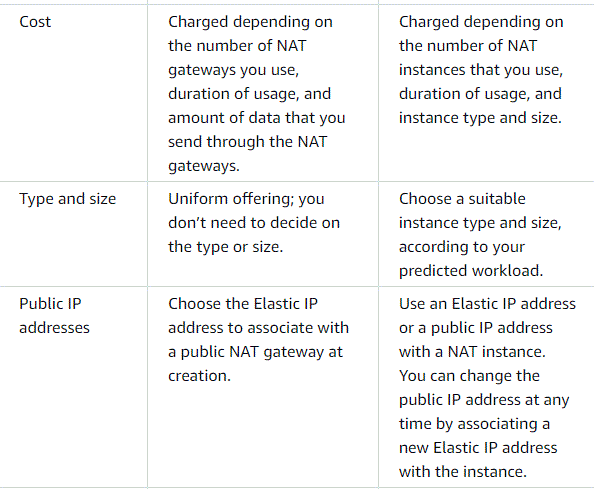 Cost
Charged depending on
the number of NAT
gateways you use,
duration of usage, and
amount of data that you
send through the NAT
gateways.
Charged depending on
the number of NAT
instances that you use,
duration of usage, and
instance type and size.
Type and size
Uniform offering; you
don’t need to decide on
the type or size.
Choose a suitable
instance type and size,
according to your
predicted workload.
Public IP
addresses
Choose the Elastic IP
address to associate with
a public NAT gateway at
creation.
Use an Elastic IP address
or a public IP address
with a NAT instance.
You can change the
public IP address at any
time by associating a
new Elastic IP address
with the instance.